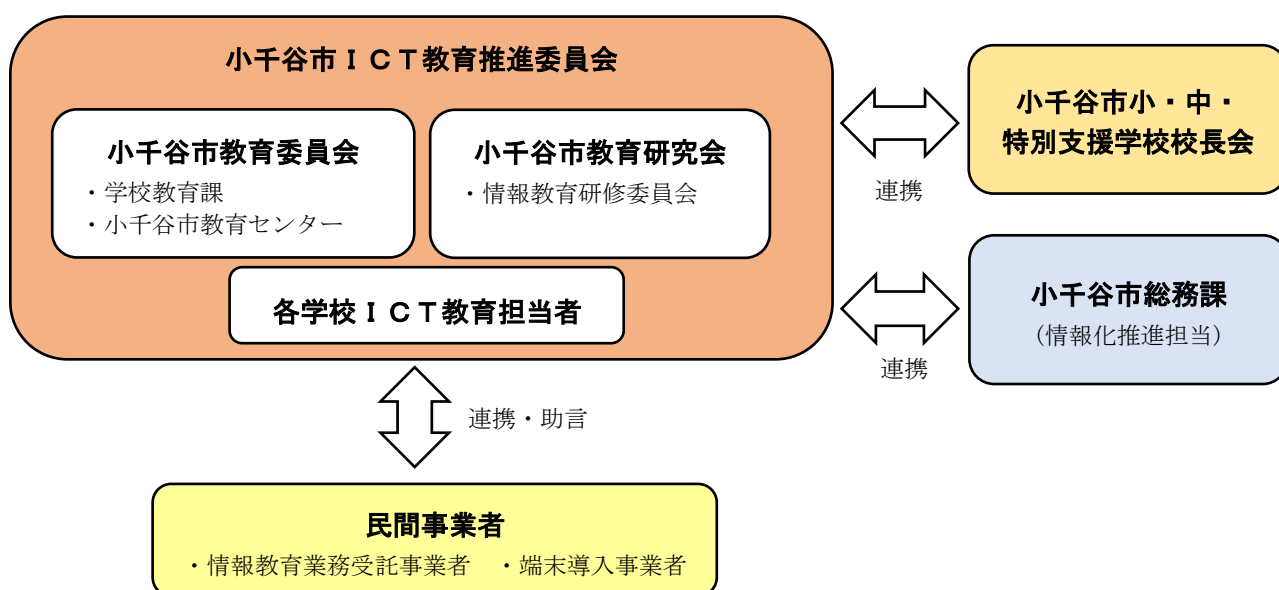 小千谷市ＩＣＴ教育推進委員会
小千谷市教育委員会
・学校教育課
・小千谷市教育センター
小千谷市教育研究会
・情報教育研修委員会
各学校ＩＣＴ教育担当者
連携
小千谷市小・中・
特別支援学校校長会
連携
小千谷市総務課
（情報化推進担当）
連携・助言
民間事業者
・情報教育業務受託事業者　・端末導入事業者